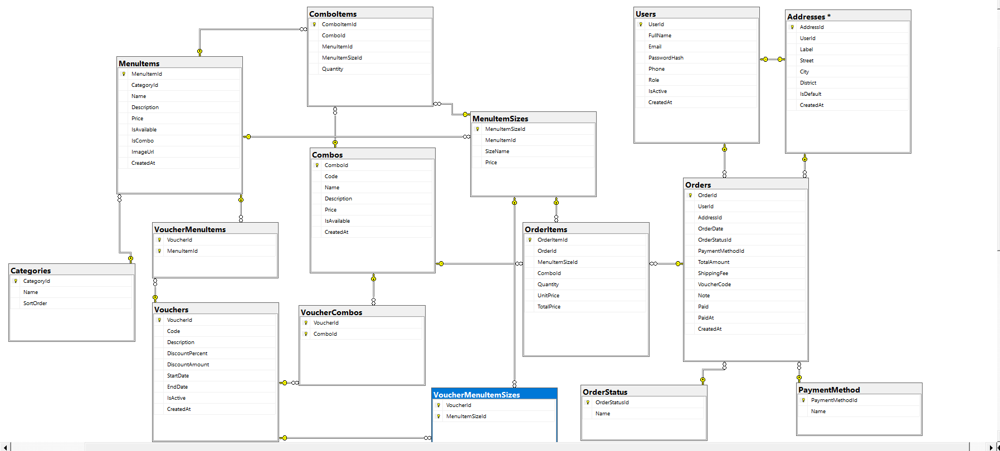 ComboItems
ComboItemId
ComboId
MenuItemId
MenuItemSizeId
Quantity
Users
UserId
FullName
Email
PasswordHash
Phone
Role
IsActive
CreatedAt
Addresses *
AddressId
UserId
Label
Street
City
District
IsDefault
CreatedAt
MenuItems
MenuItemId
CategoryId
Name
Description
Price
IsAvailable
IsCombo
ImageUrl
CreatedAt
MenuItemSizes
MenuItemSizeId
MenuItemId
SizeName
Price
Combos
ComboId
Code
Name
Description
Price
IsAvailable
CreatedAt
Orders
OrderId
UserId
AddressId
OrderDate
OrderStatusId
PaymentMethodId
TotalAmount
ShippingFee
VoucherCode
Note
Paid
PaidAt
CreatedAt
VoucherMenuItems
VoucherId
MenuItemId
OrderItems
OrderItemId
OrderId
MenuItemSizeId
ComboId
Quantity
UnitPrice
TotalPrice
Categories
CategoryId
Name
SortOrder
Vouchers
VoucherId
Code
Description
DiscountPercent
DiscountAmount
StartDate
EndDate
IsActive
CreatedAt
VoucherCombos
VoucherId
ComboId
VoucherMenuItemSizes
VoucherId
MenuItemSizeId
OrderStatus
OrderStatusId
Name
PaymentMethod
PaymentMethodId
Name